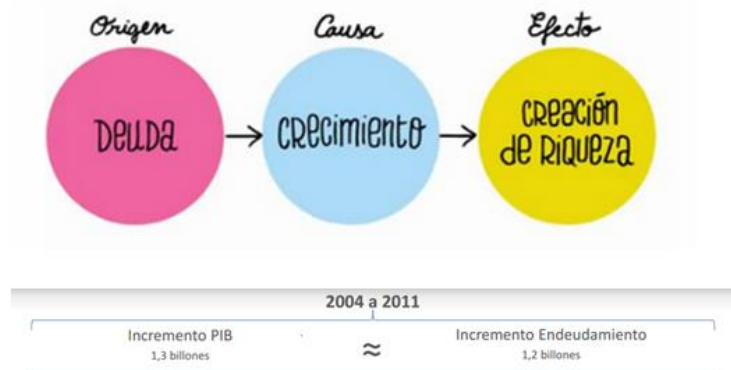 Origen Causa Efecto
DEUDA CRECIMIENTO CREACIÓN
DE RIQUEZA
2004 a 2011
Incremento PIB Incremento Endeudamiento
1,3 billones ≈ 1,2 billones